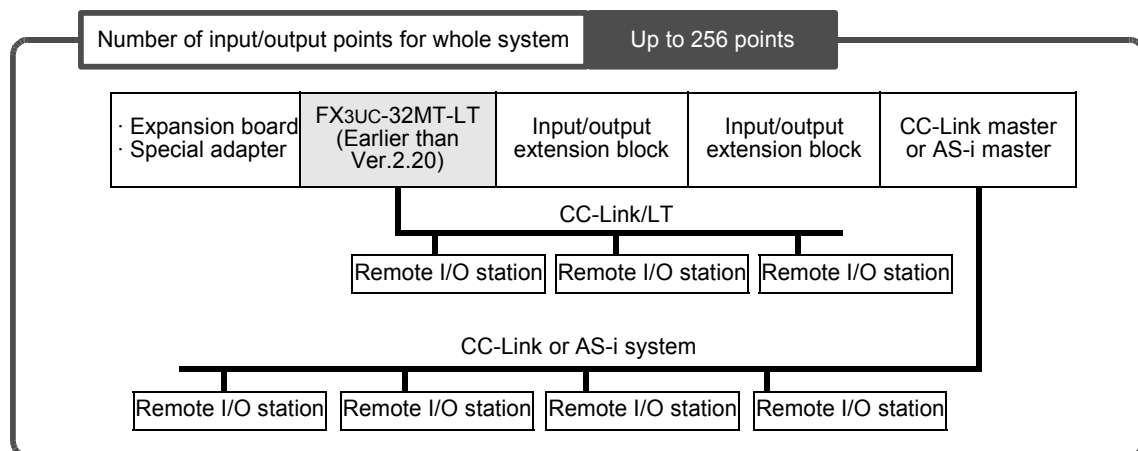 Number of input/output points for whole system
Up to 256 points
· Expansion board
· Special adapter
FX3UC-32MT-LT
(Earlier than
Ver.2.20)
Input/output
extension block
Input/output
extension block
CC-Link master
or AS-i master
CC-Link/LT
Remote I/O station
Remote I/O station
Remote I/O station
CC-Link or AS-i system
Remote I/O station
Remote I/O station
Remote I/O station
Remote I/O station